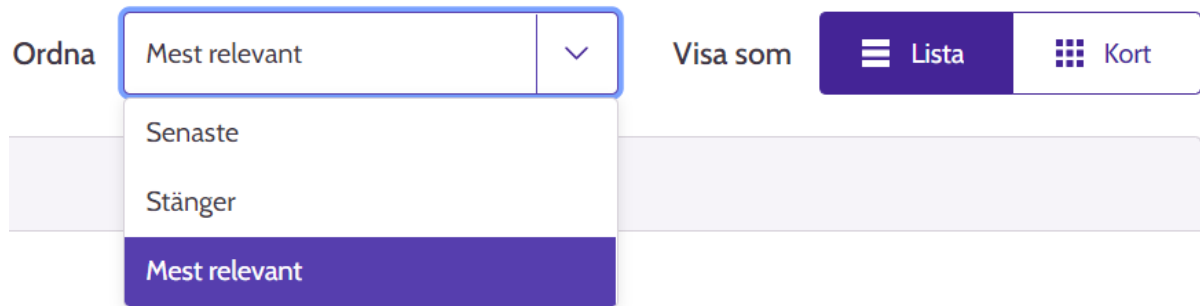 Ordna Mest relevant Visa som Lista Kort
Senaste
Stänger
Mest relevant